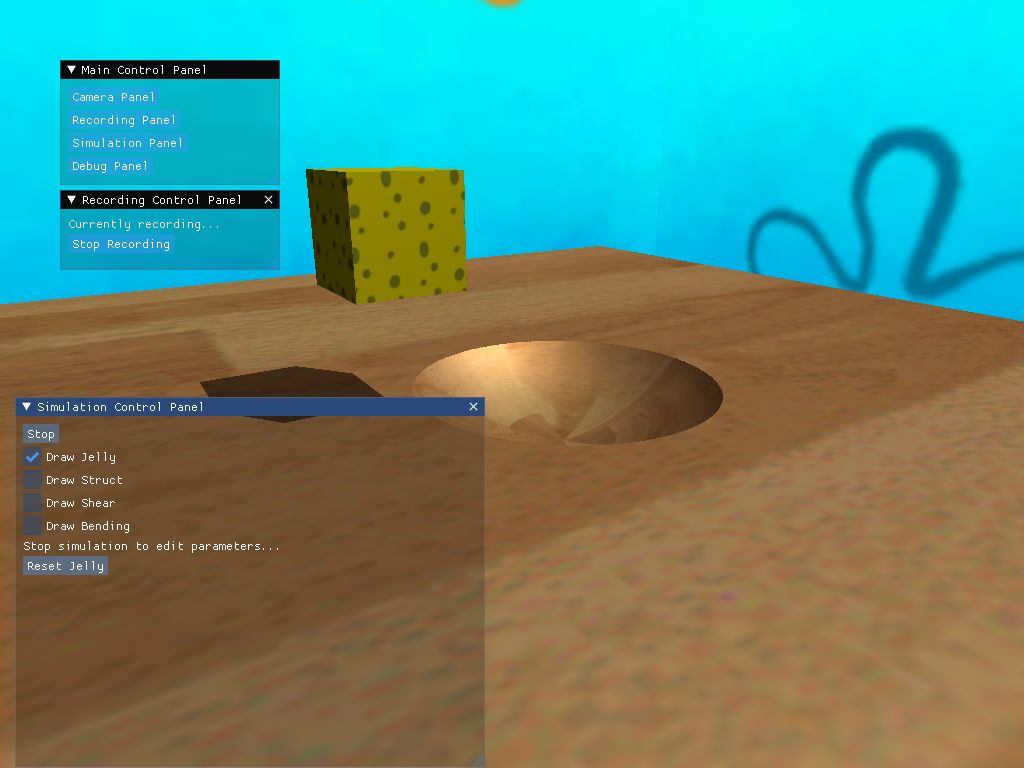 Main Control Panel
Camera Panel
Recording Panel
Simulation Panel
Debug Panel
Recording Control Panel
Currently recording...
Stop Recording
Simulation Control Panel
Stop
Draw Jelly
Draw Struct
Draw Shear
Draw Bending
Stop simulation to edit parameters...
Reset Jelly